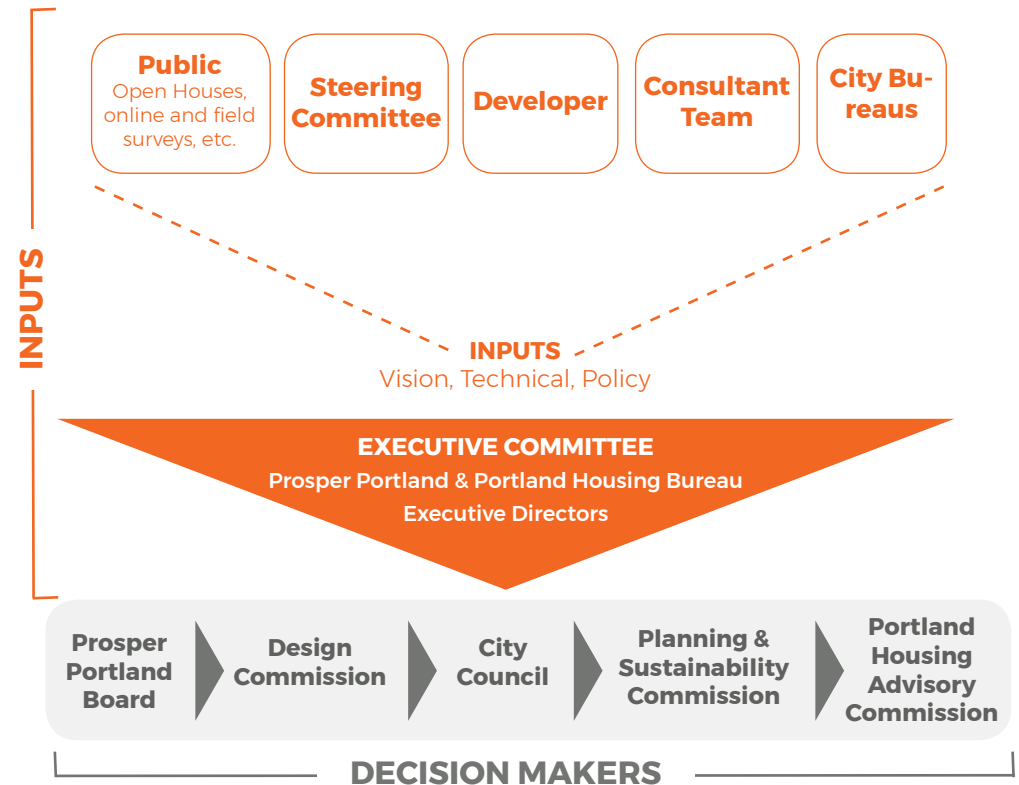 Public
Open Houses,
online and field
surveys, etc.
Steering
Committee
Developer
Consultant
Team
City Bu-
reaus
INPUTS
INPUTS
Vision, Technical, Policy
EXECUTIVE COMMITTEE
Prosper Portland & Portland Housing Bureau
Executive Directors
Prosper
Portland
Board
Design
Commission
City
Council
Planning &
Sustainability
Commission
Portland
Housing
Advisory
Commission
DECISION MAKERS